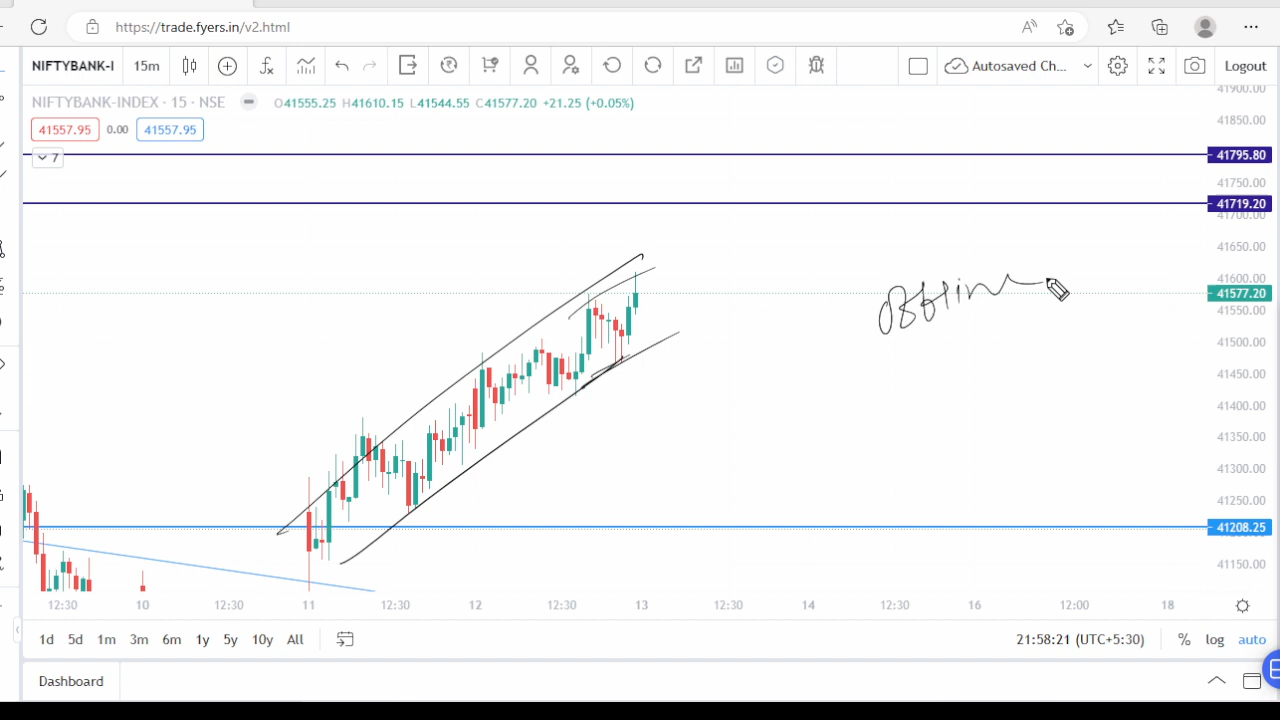 https://trade.fyers.in/v2.html
NIFTYBANK-I 15m Autosaved Ch... Logout
NIFTYBANK-INDEX · 15 · NSE O41555.25 H41610.15 L41544.55 C41577.20 +21.25 (+0.05%)
41557.95 0.00 41557.95
7
41900.00
41850.00
41795.80
41750.00
41719.20
41700.00
41650.00
41600.00
41577.20
41550.00
41500.00
41450.00
41400.00
41350.00
41300.00
41250.00
41208.25
41150.00
12:30 10 12:30 11 12:30 12 12:30 13 12:30 14 12:30 16 12:00 18
1d 5d 1m 3m 6m 1y 5y 10y All 21:58:21 (UTC+5:30) % log auto
Dashboard